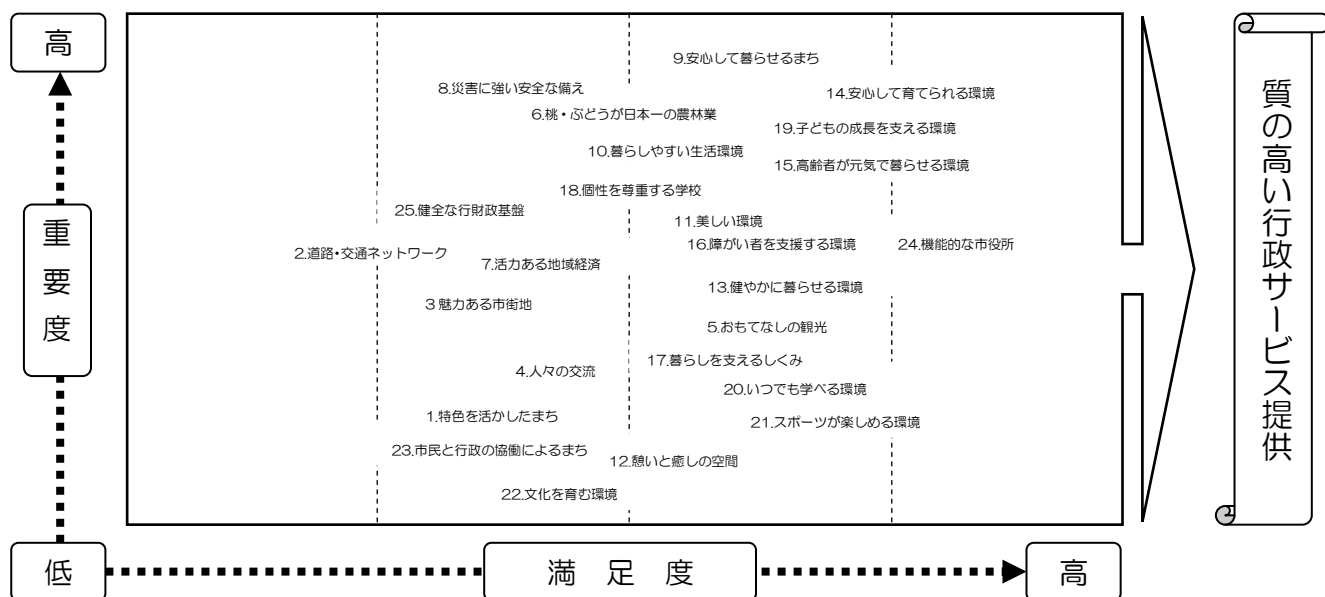 高
9.安心して暮らせるまち
8.災害に強い安全な備え
14.安心して育てられる環境
6.桃・ぶどうが日本一の農林業
19.子どもの成長を支える環境
10.暮らしやすい生活環境
15.高齢者が元気で暮らせる環境
18.個性を尊重する学校
25.健全な行財政基盤
11.美しい環境
16.障がい者を支援する環境
24.機能的な市役所
2.道路・交通ネットワーク
7.活力ある地域経済
13.健やかに暮らせる環境
3 魅力ある市街地
5.おもてなしの観光
17.暮らしを支えるしくみ
4.人々の交流
20.いつでも学べる環境
1.特色を活かしたまち
21.スポーツが楽しめる環境
23.市民と行政の協働によるまち
12.憩いと癒しの空間
22.文化を育む環境
重要度
低
満足度
高
質の高い行政サービス提供